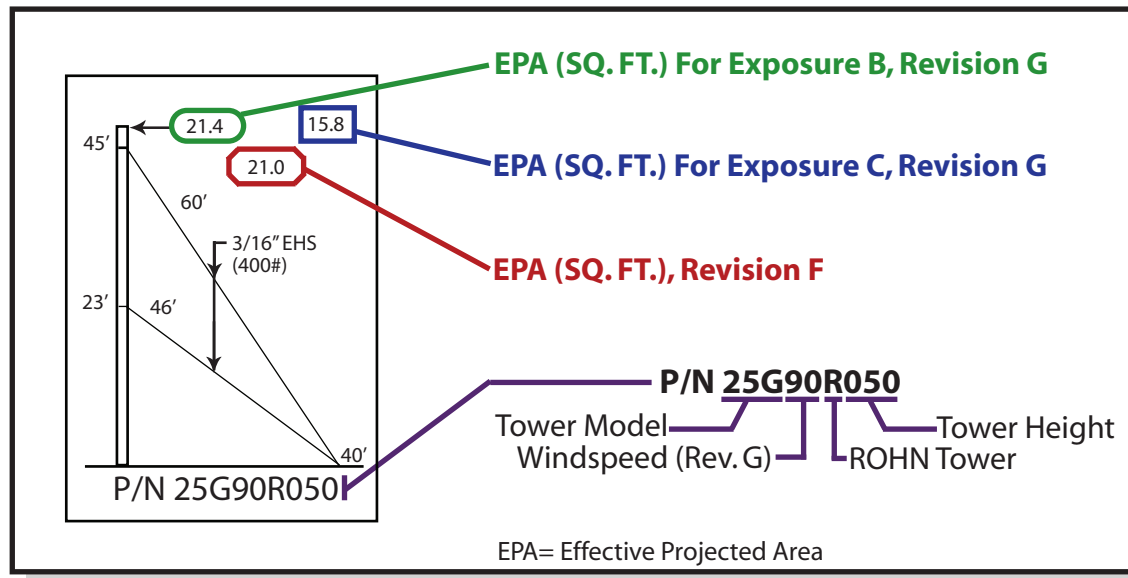 EPA (SQ. FT.) For Exposure B, Revision G
21.4
15.8
45’
21.0
EPA (SQ. FT.) For Exposure C, Revision G
60’
3/16” EHS
(400#)
EPA (SQ. FT.), Revision F
23’
46’
P/N 25G90R050
Tower Model
Tower Height
Windspeed (Rev. G)
ROHN Tower
40’
P/N 25G90R050
EPA= Effective Projected Area